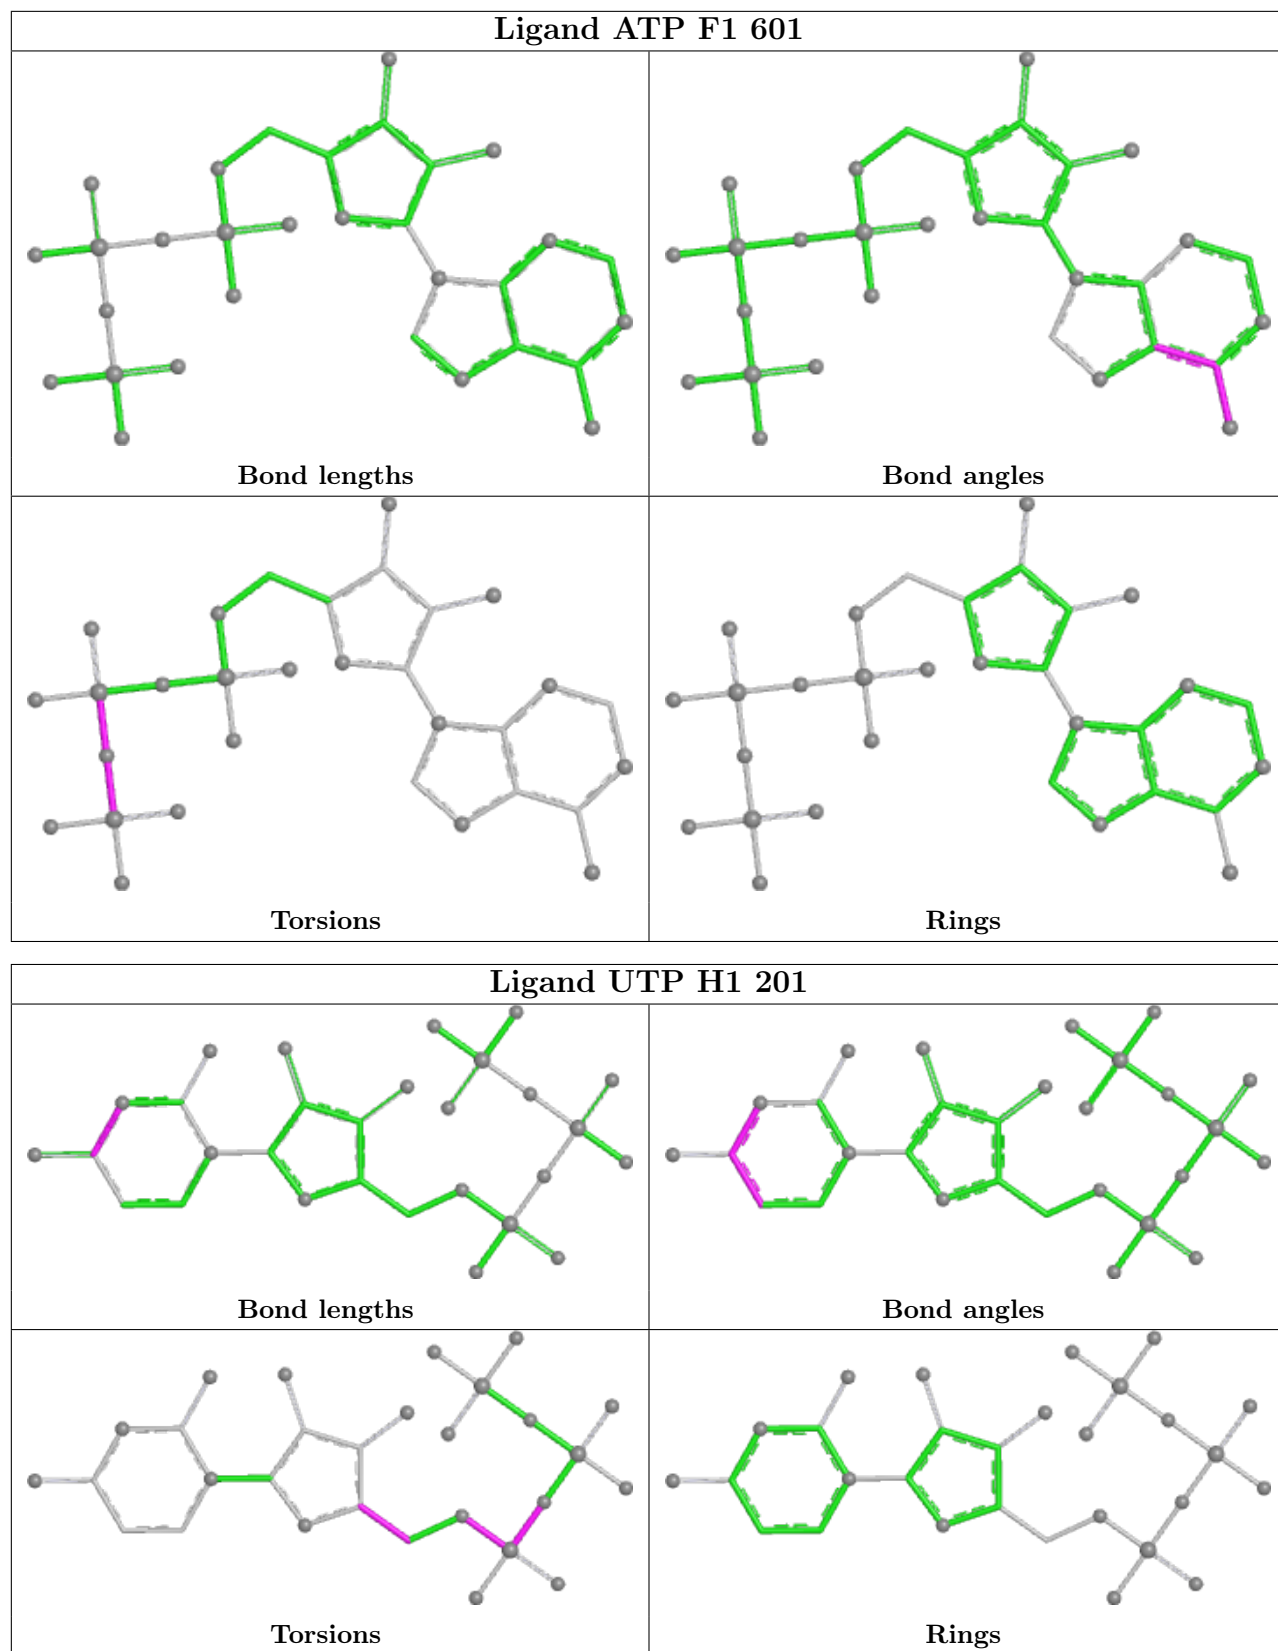 Ligand ATP F1 601
Bond lengths
Bond angles
Torsions
Rings
Ligand UTP H1 201
Bond lengths
Bond angles
Torsions
Rings